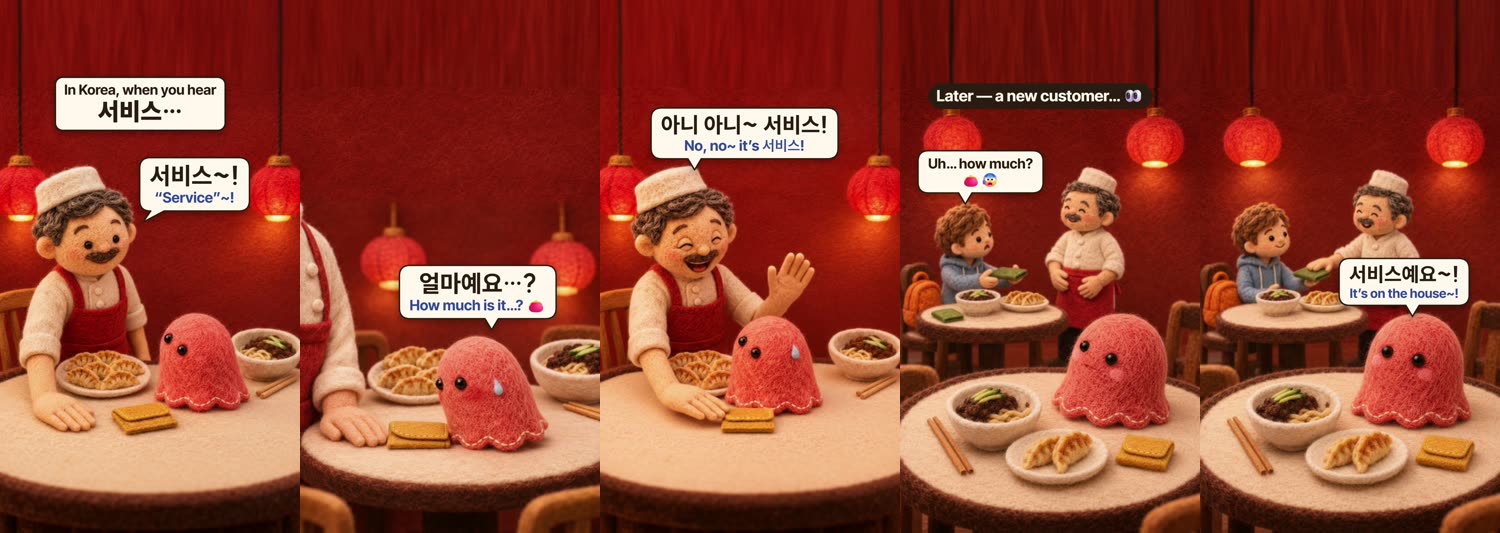 In Korea, when you hear
서비스…
서비스~!
“Service”~!
얼마예요…?
How much is it...?
아니 아니~ 서비스!
No, no~ it’s 서비스!
Later — a new customer...
Uh... how much?
서비스예요~!
It’s on the house~!